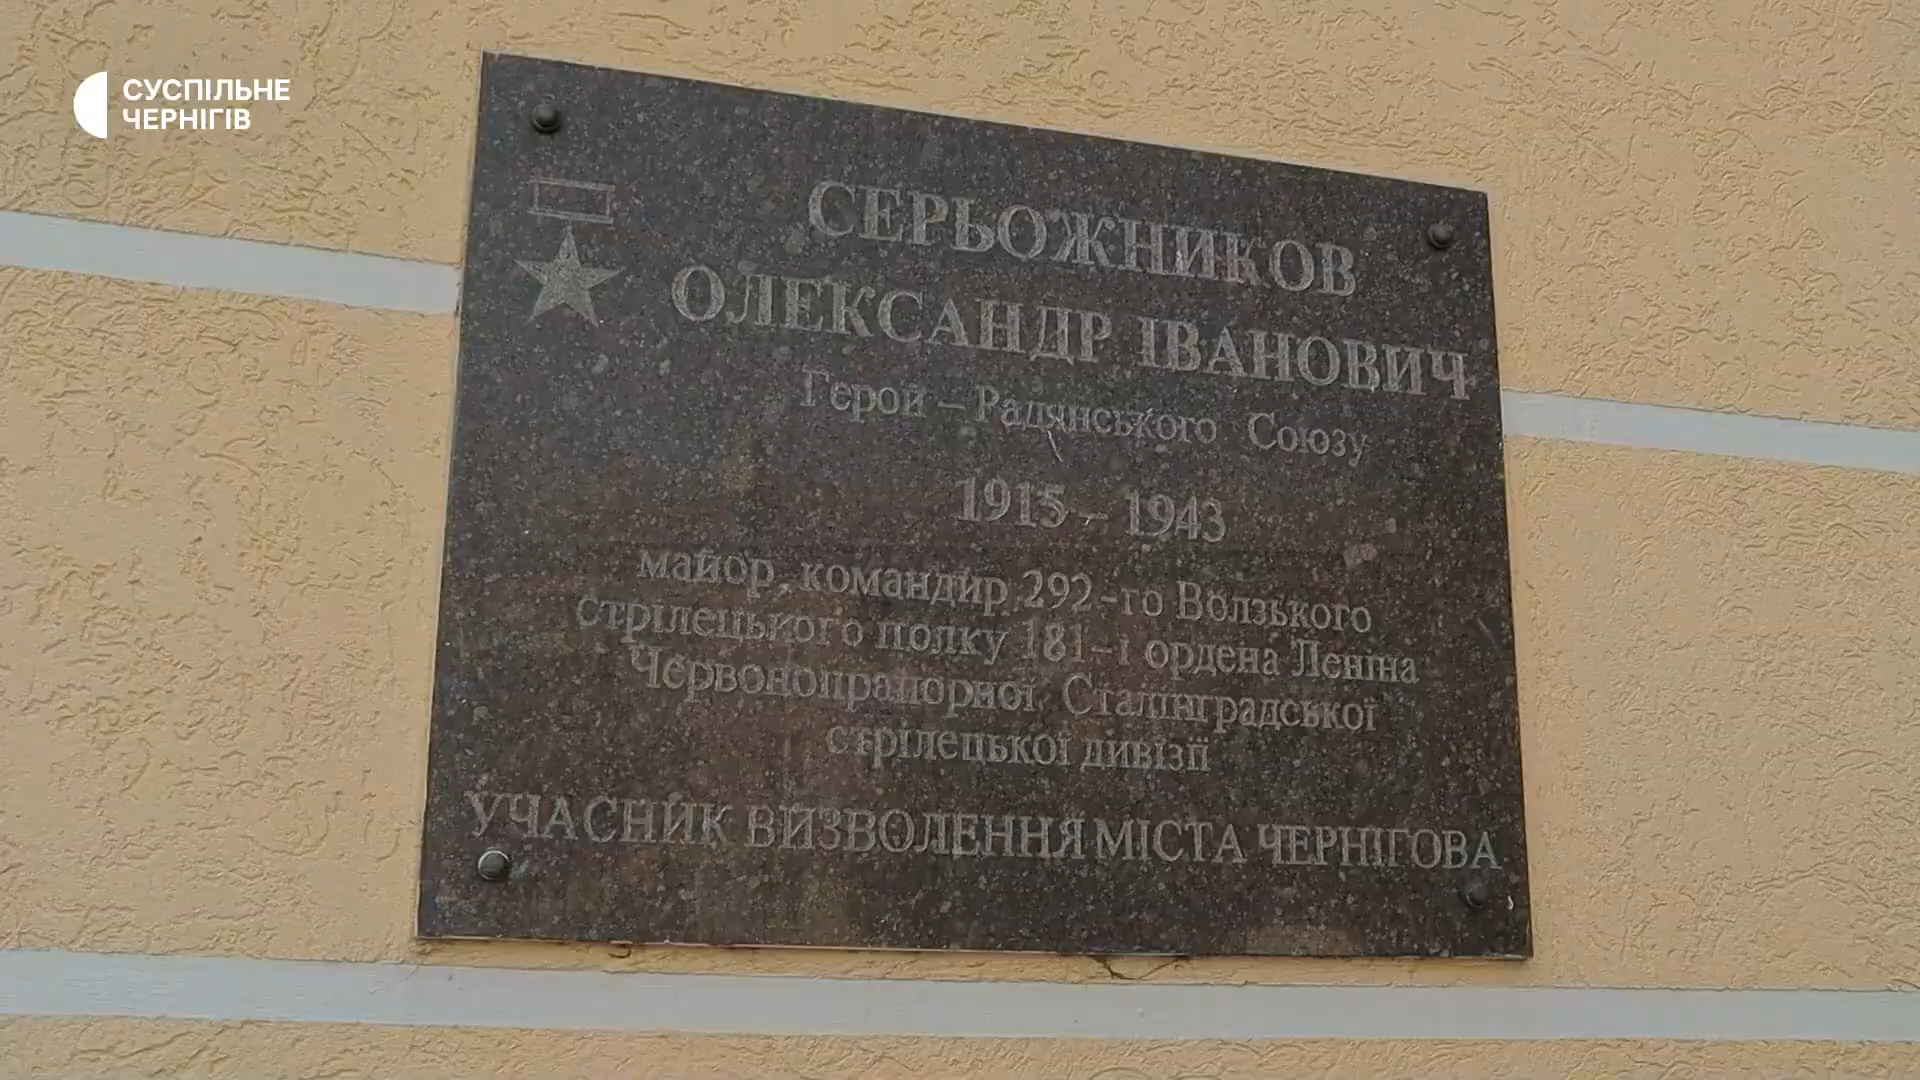 СУСПІЛЬНЕ
ЧЕРНІГІВ
СЕРЬОЖНИКОВ
ОЛЕКСАНДР ІВАНОВИЧ
Герой – Радянського Союзу
1915 – 1943
майор, командир 292-го Волзького
стрілецького полку 181-ї ордена Леніна
Червонопрапорної Сталінградської
стрілецької дивізії
УЧАСНИК ВИЗВОЛЕННЯ МІСТА ЧЕРНІГОВА